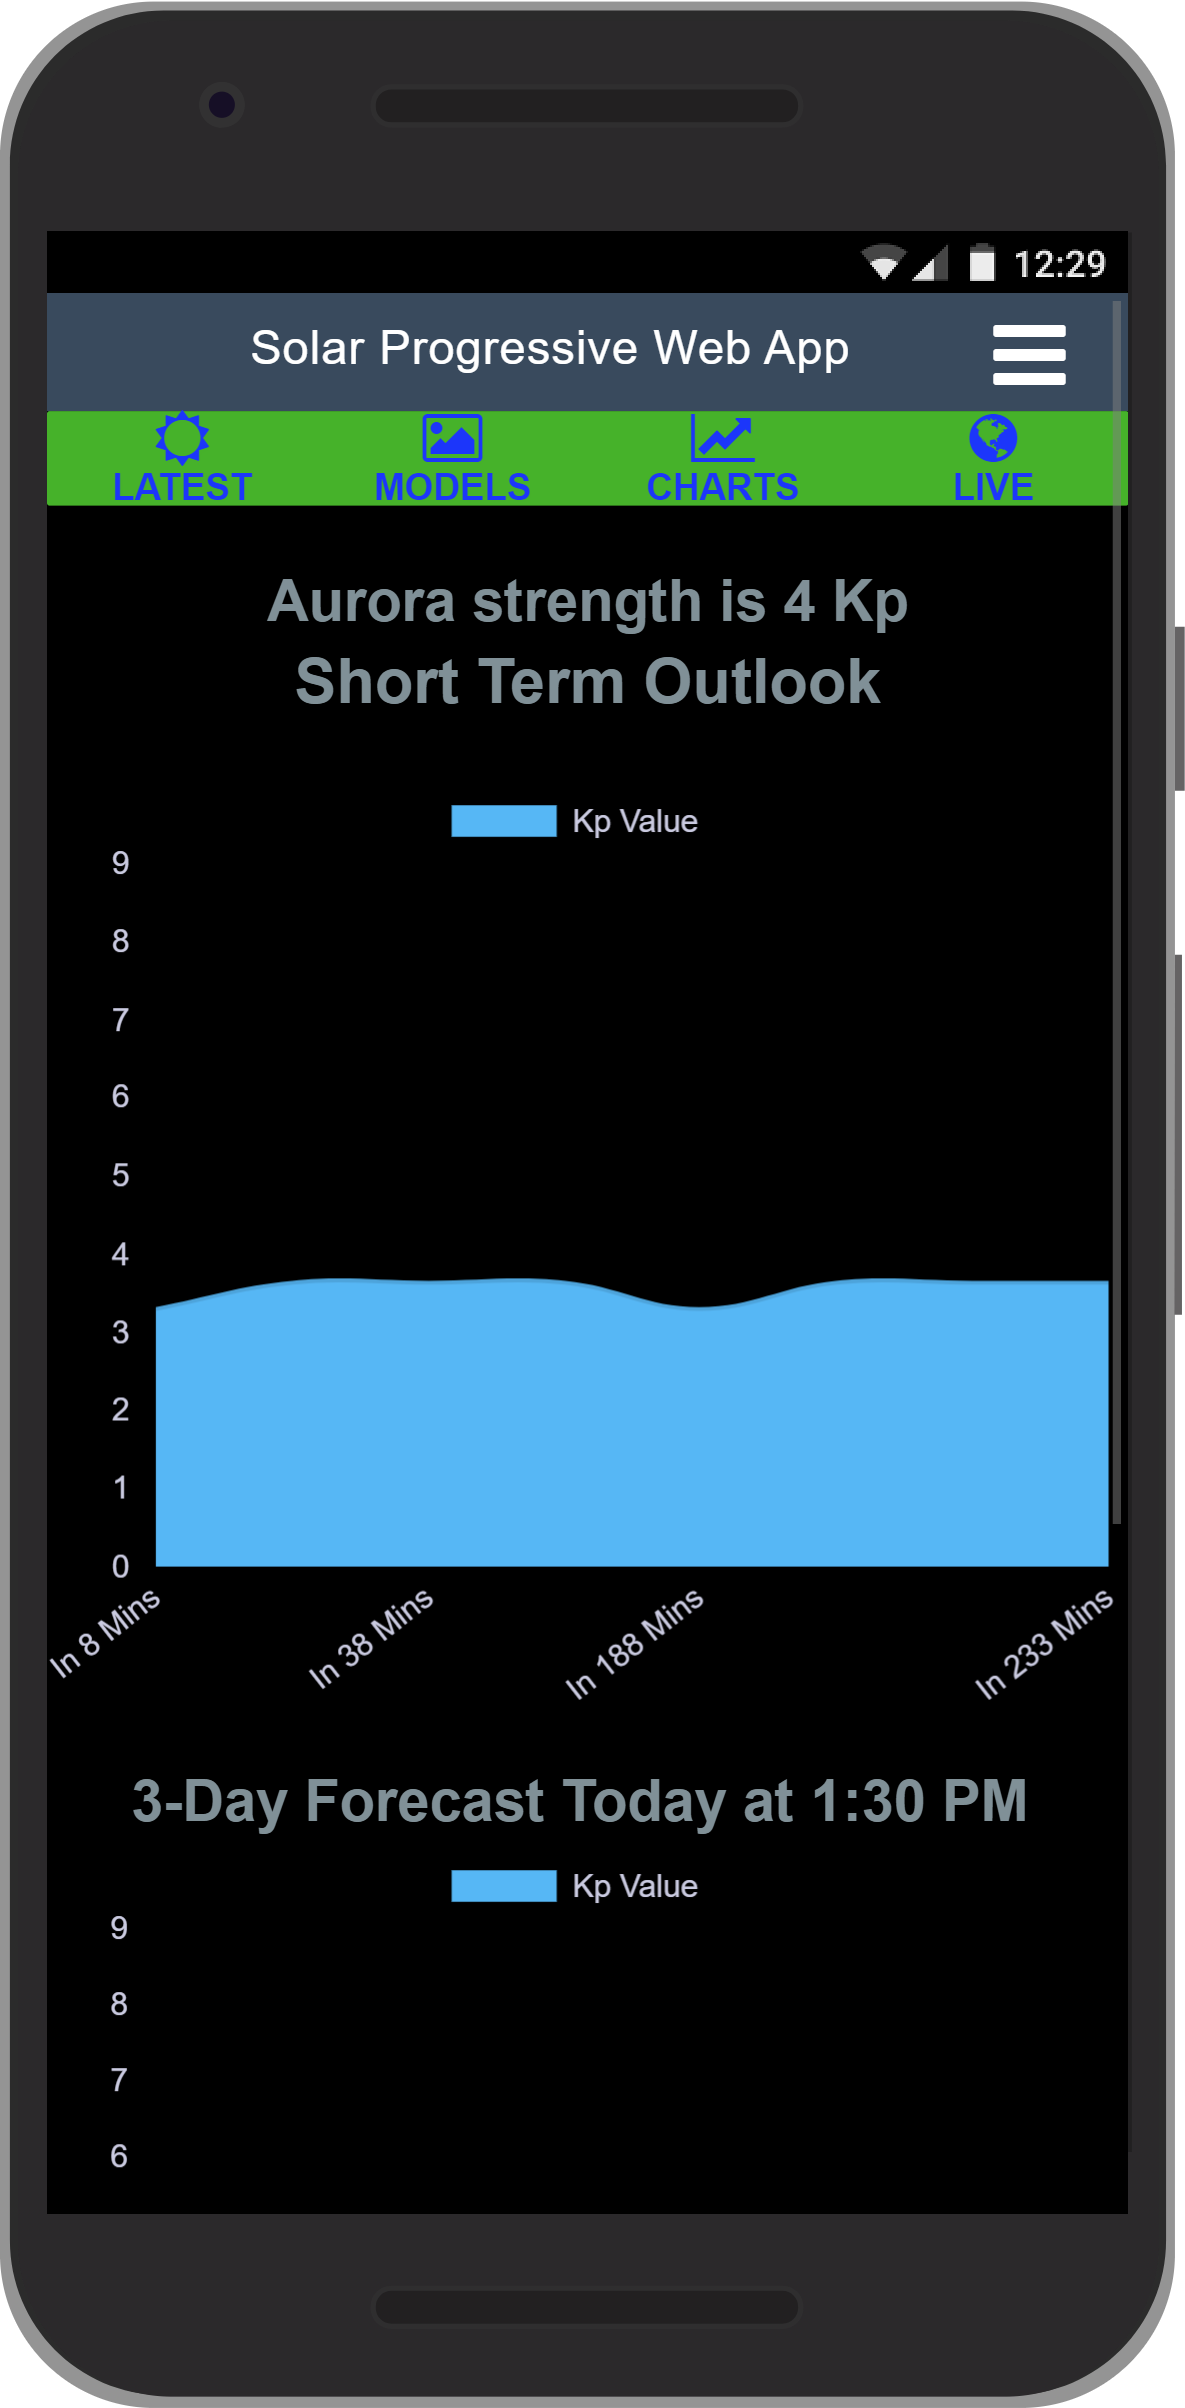 12:29
Solar Progressive Web App
LATEST MODELS CHARTS LIVE
Aurora strength is 4 Kp
Short Term Outlook
Kp Value
9
8
7
6
5
4
3
2
1
0
In 8 Mins In 38 Mins In 188 Mins In 233 Mins
3-Day Forecast Today at 1:30 PM
Kp Value
9
8
7
6